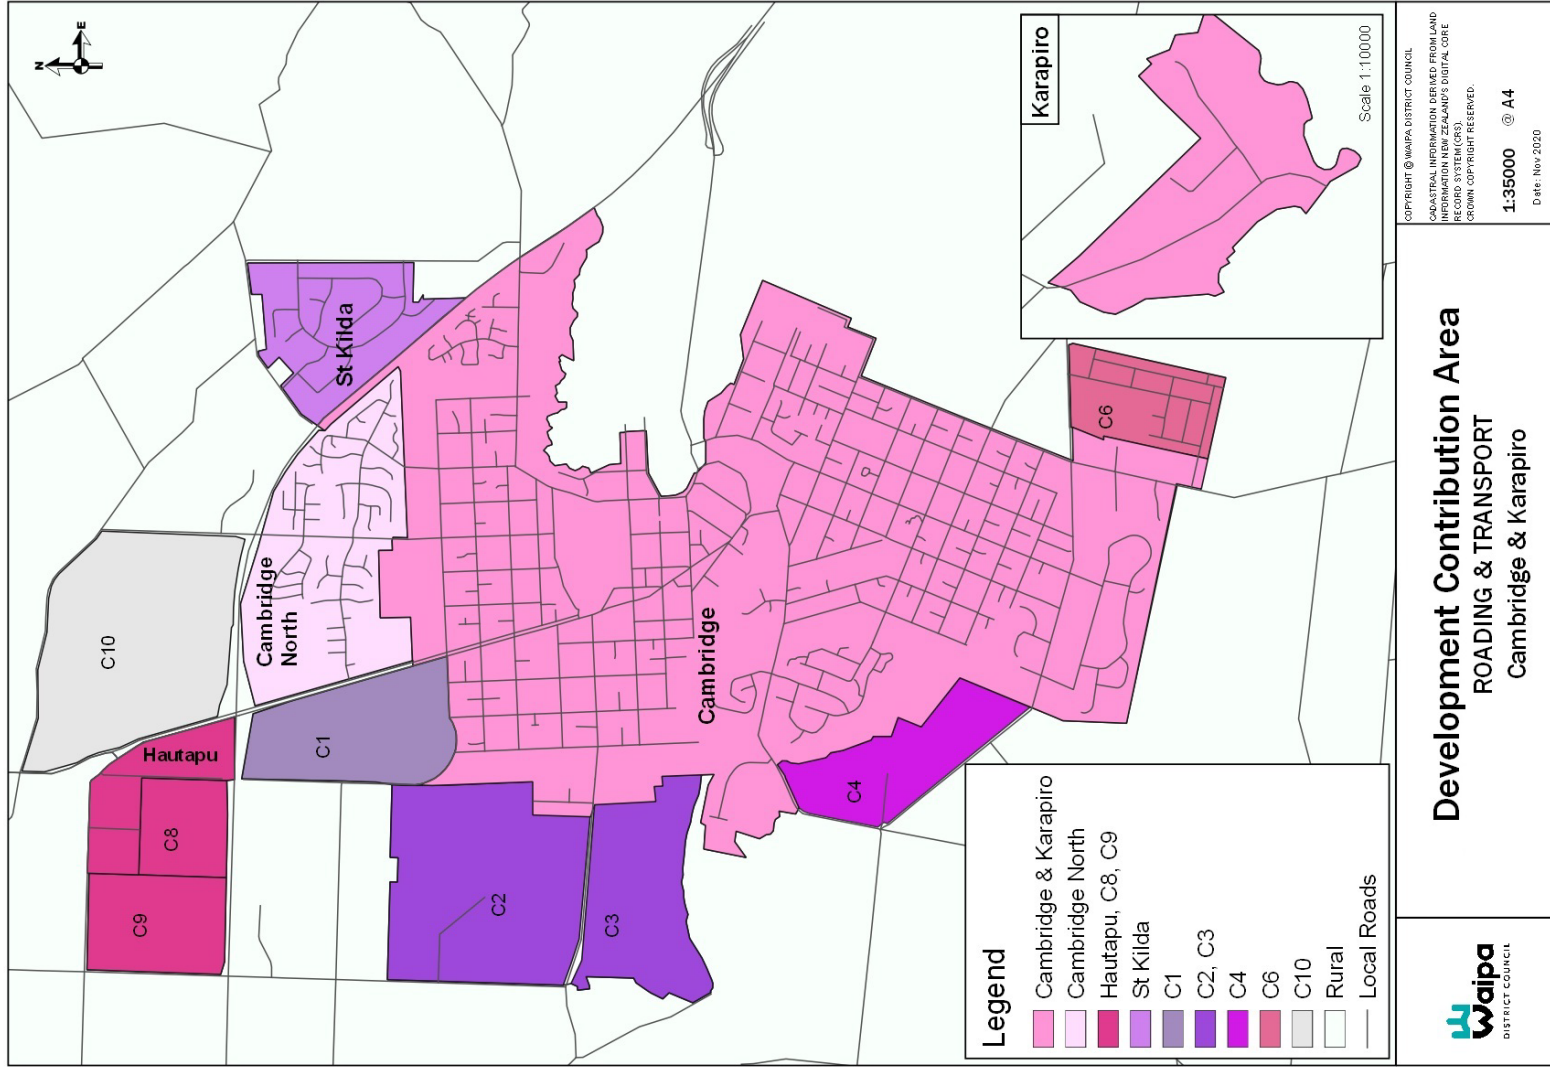 N
E
Karapiro
Scale 1:10000
St Kilda
Cambridge
North
C10
Hautapu
C8
C9
C1
C2
C3
Cambridge
C4
C6
Legend
Cambridge & Karapiro
Cambridge North
Hautapu, C8, C9
St Kilda
C1
C2, C3
C4
C6
C10
Rural
Local Roads
COPYRIGHT © WAIPA DISTRICT COUNCIL
CADASTRAL INFORMATION DERIVED FROM LAND
INFORMATION NEW ZEALAND'S DIGITAL CORE
RECORD SYSTEM (CRS).
CROWN COPYRIGHT RESERVED.
1:35000 @ A4
Date: Nov 2020
Development Contribution Area
ROADING & TRANSPORT
Cambridge & Karapiro
Waipa
DISTRICT COUNCIL